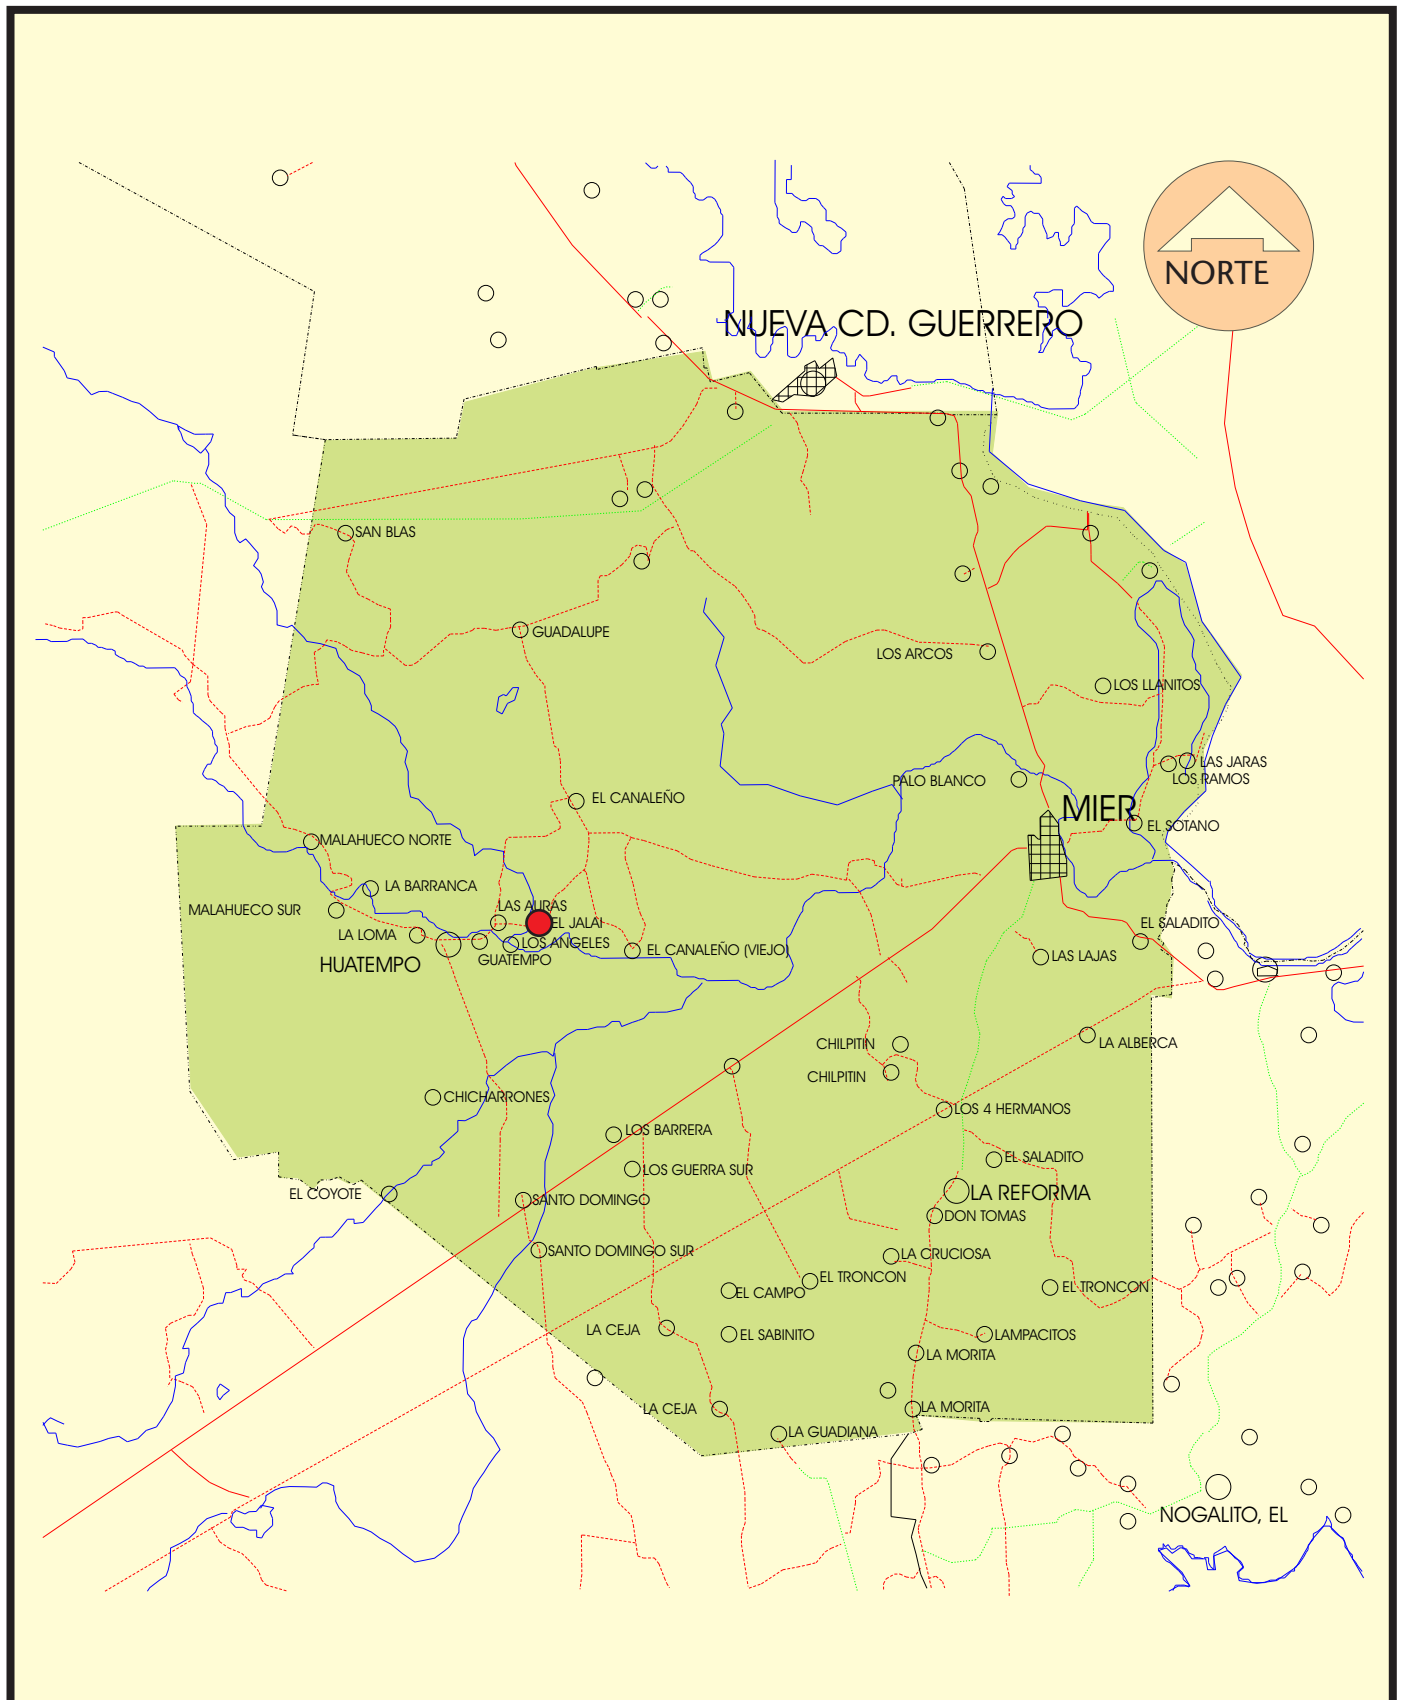 NORTE
NUEVA CD. GUERRERO
SAN BLAS
GUADALUPE
LOS ARCOS
LOS LLANITOS
LAS JARAS
LOS RAMOS
PALO BLANCO
EL CANALEÑO
MIER
EL SOTANO
MALAHUECO NORTE
LA BARRANCA
MALAHUECO SUR
LAS AURAS
EL JALAI
LA LOMA
LOS ANGELES
GUATEMPO
HUATEMPO
EL CANALEÑO (VIEJO)
EL SALADITO
LAS LAJAS
CHILPITIN
LA ALBERCA
CHILPITIN
CHICHARRONES
LOS 4 HERMANOS
LOS BARRERA
EL SALADITO
LOS GUERRA SUR
EL COYOTE
SANTO DOMINGO
LA REFORMA
DON TOMAS
SANTO DOMINGO SUR
LA CRUCIOSA
EL TRONCON
EL CAMPO
EL TRONCON
LA CEJA
EL SABINITO
LAMPACITOS
LA MORITA
LA CEJA
LA MORITA
LA GUADIANA
NOGALITO, EL